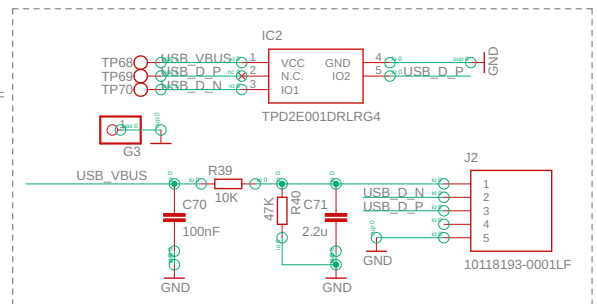 IC2
TP68 USB_VBUS 1 VCC GND 4 GND
TP69 USB_D_P 2 N.C. IO2 5 USB_D_P
TP70 USB_D_N 3 IO1
TPD2E001DRLRG4
1
G3
J2
USB_VBUS R39 1
10K USB_D_N 2
C70 47K R40 C71 USB_D_P 3
100nF 2.2u 4
5
GND
10118193-0001LF
GND GND